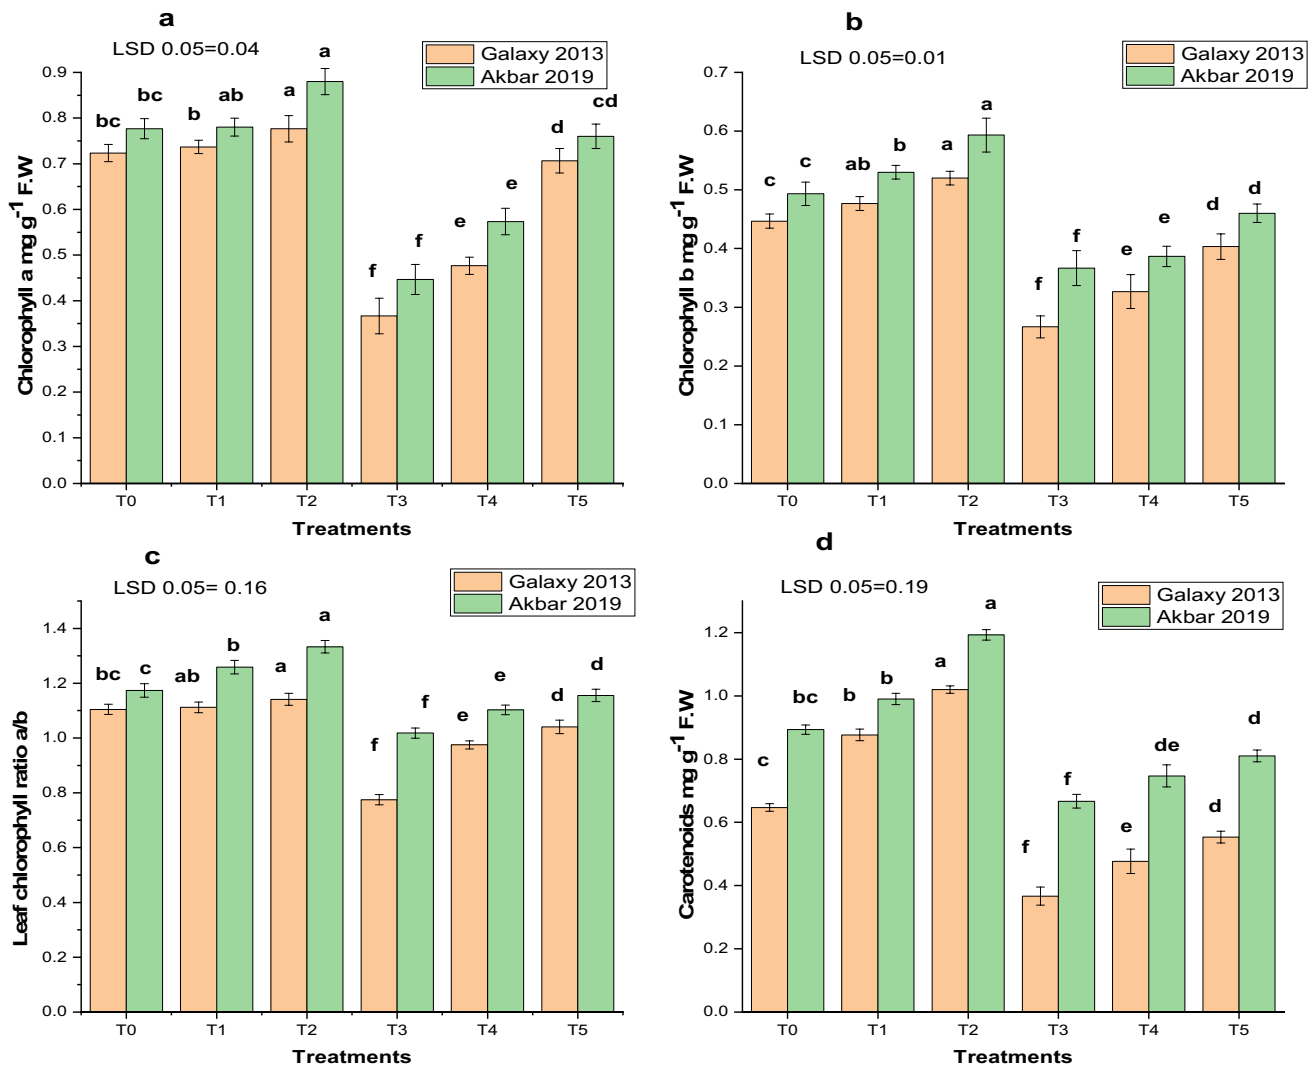 a
LSD 0.05=0.04
Galaxy 2013
Akbar 2019
Chlorophyll a mg g-1 F.W
0.9
0.8
0.7
0.6
0.5
0.4
0.3
0.2
0.1
0.0
bc bc b ab a a f f e e d cd
T0 T1 T2 T3 T4 T5
Treatments
b
LSD 0.05=0.01
Galaxy 2013
Akbar 2019
Chlorophyll b mg g-1 F.W
0.7
0.6
0.5
0.4
0.3
0.2
0.1
0.0
c c ab b a a f f e e d d
T0 T1 T2 T3 T4 T5
Treatments
c
LSD 0.05= 0.16
Galaxy 2013
Akbar 2019
Leaf chlorophyll ratio a/b
1.4
1.2
1.0
0.8
0.6
0.4
0.2
0.0
bc c ab b a a f f e e d d
T0 T1 T2 T3 T4 T5
Treatments
d
LSD 0.05=0.19
Galaxy 2013
Akbar 2019
Carotenoids mg g-1 F.W
1.2
1.0
0.8
0.6
0.4
0.2
0.0
c bc b b a a f f e de d d
T0 T1 T2 T3 T4 T5
Treatments